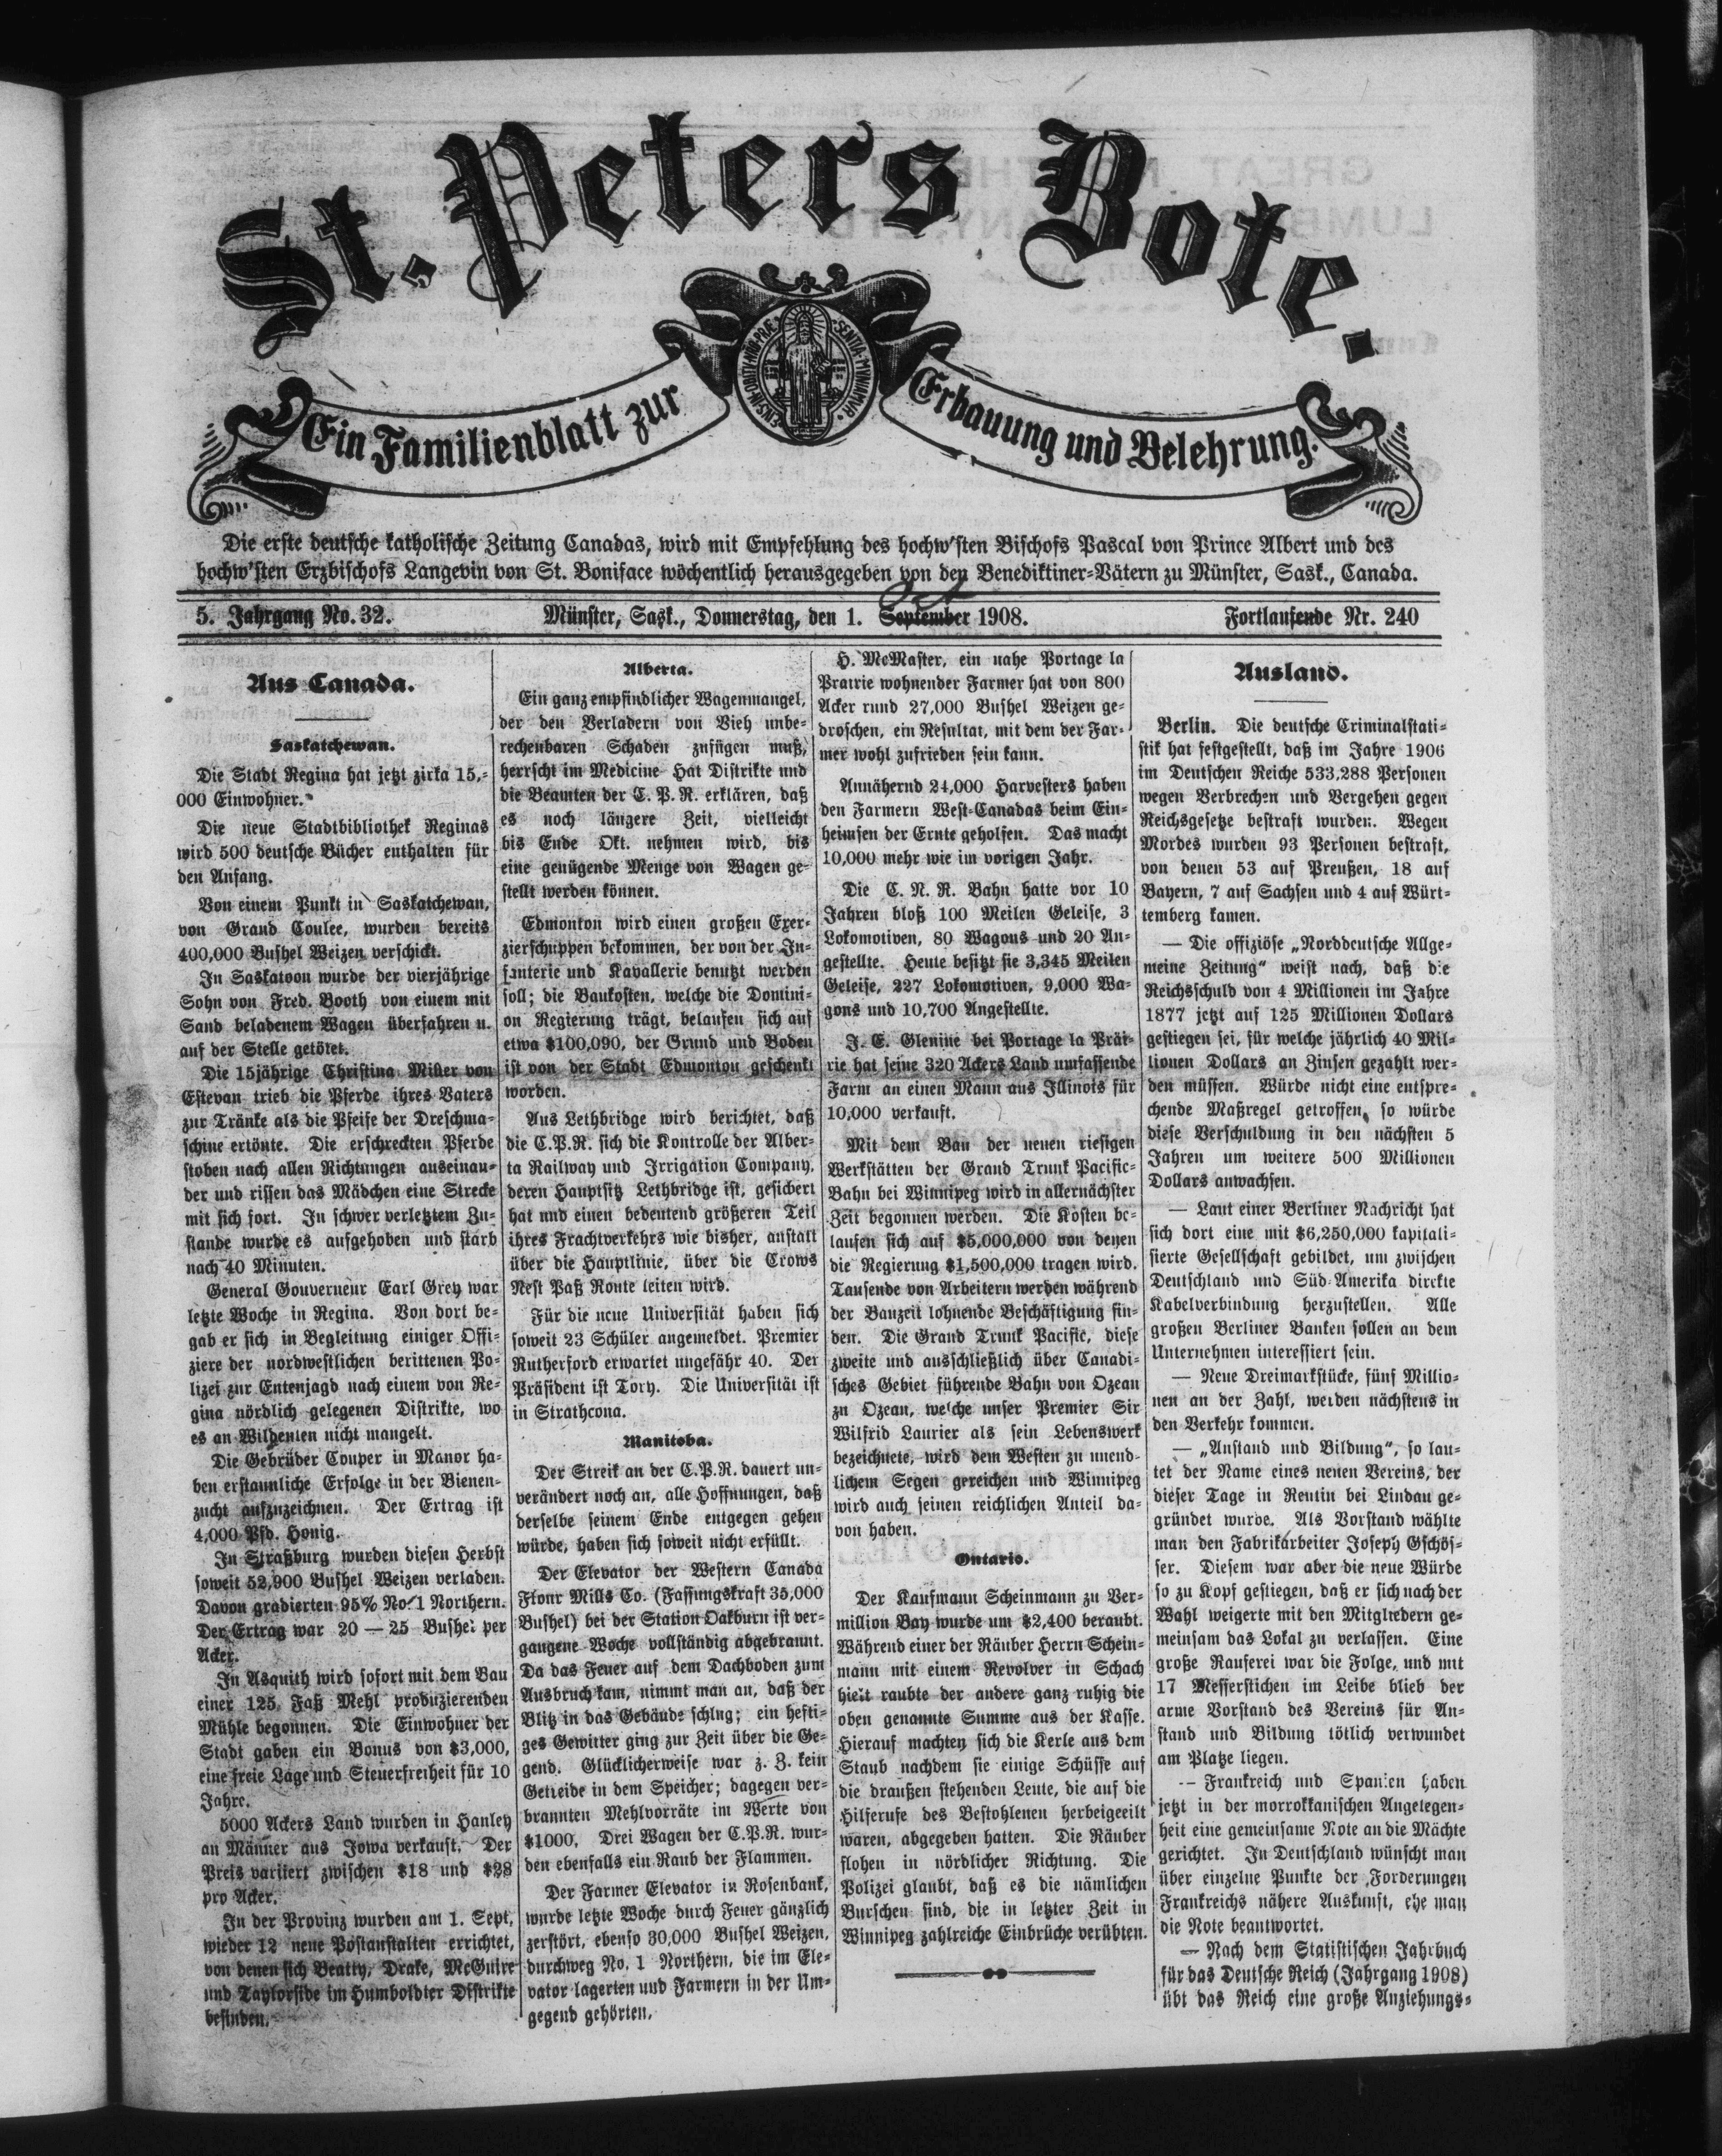 St. Peters Bote.
Ein Familienblatt zur Erbauung und Belehrung.
Die erste deutsche katholische Zeitung Canadas, wird mit Empfehlung des hochw'sten Bischofs Pascal von Prince Albert und des
hochw'sten Erzbischofs Langevin von St. Boniface wöchentlich herausgegeben von den Benediktiner-Vätern zu Münster, Sask., Canada.
Oct
5. Jahrgang No. 32. Münster, Sask., Donnerstag, den 1. September 1908. Fortlaufende Nr. 240
Aus Canada.
Saskatchewan.
Die Stadt Regina hat jetzt zirka 15,-
000 Einwohner.
Die neue Stadtbibliothek Reginas
wird 500 deutsche Bücher enthalten für
den Anfang.
Von einem Punkt in Saskatchewan,
von Grand Coulee, wurden bereits
400,000 Bushel Weizen verschickt.
In Saskatoon wurde der vierjährige
Sohn von Fred. Booth von einem mit
Sand beladenem Wagen überfahren u.
auf der Stelle getötet.
Die 15jährige Christina Miller von
Estevan trieb die Pferde ihres Vaters
zur Tränke als die Pfeife der Dreschma-
schine ertönte. Die erschreckten Pferde
stoben nach allen Richtungen auseinan-
der und rissen das Mädchen eine Strecke
mit sich fort. In schwer verletztem Zu-
stande wurde es aufgehoben und starb
nach 40 Minuten.
General Gouverneur Earl Grey war
letzte Woche in Regina. Von dort be-
gab er sich in Begleitung einiger Offi-
ziere der nordwestlichen berittenen Po-
lizei zur Entenjagd nach einem von Re-
gina nördlich gelegenen Distrikte, wo
es an Wildenten nicht mangelt.
Die Gebrüder Couper in Manor ha-
ben erstaunliche Erfolge in der Bienen-
zucht aufzuzeichnen. Der Ertrag ist
4,000 Pfd. Honig.
In Straßburg wurden diesen Herbst
soweit 52,900 Bushel Weizen verladen.
Davon gradierten 95% No 1 Northern.
Der Ertrag war 20 — 25 Bushel per
Acker.
In Asquith wird sofort mit dem Bau
einer 125 Faß Mehl produzierenden
Mühle begonnen. Die Einwohner der
Stadt gaben ein Bonus von $3,000,
eine freie Lage und Steuerfreiheit für 10
Jahre.
5000 Ackers Land wurden in Hanley
an Männer aus Iowa verkauft. Der
Preis variiert zwischen $18 und $28
pro Acker.
In der Provinz wurden am 1. Sept,
wieder 12 neue Postanstalten errichtet,
von denen sich Beatty, Drake, McGuire
und Taylorside im Humboldter Distrikte
befinden.
Alberta.
Ein ganz empfindlicher Wagenmangel,
der den Verladern von Vieh unbe-
rechenbaren Schaden zufügen muß,
herrscht im Medicine Hat Distrikte und
die Beamten der C. P. R. erklären, daß
es noch längere Zeit, vielleicht
bis Ende Okt. nehmen wird, bis
eine genügende Menge von Wagen ge-
stellt werden können.
Edmonton wird einen großen Exer-
zierschuppen bekommen, der von der In-
fanterie und Kavallerie benutzt werden
soll; die Baukosten, welche die Domini-
on Regierung trägt, belaufen sich auf
etwa $100,090, der Grund und Boden
ist von der Stadt Edmonton geschenkt
worden.
Aus Lethbridge wird berichtet, daß
die C.P.R. sich die Kontrolle der Alber-
ta Railway und Irrigation Company,
deren Hauptsitz Lethbridge ist, gesichert
hat und einen bedeutend größeren Teil
ihres Frachtverkehrs wie bisher, anstatt
über die Hauptlinie, über die Crows
Nest Paß Route leiten wird.
Für die neue Universität haben sich
soweit 23 Schüler angemeldet. Premier
Rutherford erwartet ungefähr 40. Der
Präsident ist Tory. Die Universität ist
in Strathcona.
Manitoba.
Der Streik an der C.P.R. dauert un-
verändert noch an, alle Hoffnungen, daß
derselbe seinem Ende entgegen gehen
würde, haben sich soweit nicht erfüllt.
Der Elevator der Western Canada
Flour Mills Co. (Fassungskraft 35,000
Bushel) bei der Station Oakburn ist ver-
gangene Woche vollständig abgebrannt.
Da das Feuer auf dem Dachboden zum
Ausbruch kam, nimmt man an, daß der
Blitz in das Gebäude schlug; ein hefti-
ges Gewitter ging zur Zeit über die Ge-
gend. Glücklicherweise war z. Z. kein
Getreide in dem Speicher; dagegen ver-
brannten Mehlvorräte im Werte von
$1000. Drei Wagen der C.P.R. wur-
den ebenfalls ein Raub der Flammen.
Der Farmer Elevator in Rosenbank,
wurde letzte Woche durch Feuer gänzlich
zerstört, ebenso 30,000 Bushel Weizen,
durchweg No. 1 Northern, die im Ele-
vator lagerten und Farmern in der Um-
gegend gehörten.
H. McMaster, ein nahe Portage la
Prairie wohnender Farmer hat von 800
Acker rund 27,000 Bushel Weizen ge-
droschen, ein Resultat, mit dem der Far-
mer wohl zufrieden sein kann.
Annähernd 24,000 Harvesters haben
den Farmern West-Canadas beim Ein-
heimsen der Ernte geholfen. Das macht
10,000 mehr wie im vorigen Jahr.
Die C. N. R. Bahn hatte vor 10
Jahren bloß 100 Meilen Geleise, 3
Lokomotiven, 80 Wagons und 20 An-
gestellte. Heute besitzt sie 3,345 Meilen
Geleise, 227 Lokomotiven, 9,000 Wa-
gons und 10,700 Angestellte.
J. E. Glenine bei Portage la Präi-
rie hat seine 320 Ackers Land umfassende
Farm an einen Mann aus Illinois für
10,000 verkauft.
Mit dem Bau der neuen riesigen
Werkstätten der Grand Trunk Pacific-
Bahn bei Winnipeg wird in allernächster
Zeit begonnen werden. Die Kosten be-
laufen sich auf $5,000,000 von denen
die Regierung $1,500,000 tragen wird.
Tausende von Arbeitern werden während
der Bauzeit lohnende Beschäftigung fin-
den. Die Grand Trunk Pacific, diese
zweite und ausschließlich über Canadi-
sches Gebiet führende Bahn von Ozean
zu Ozean, welche unser Premier Sir
Wilfrid Laurier als sein Lebenswerk
bezeichnete, wird dem Westen zu unend-
lichem Segen gereichen und Winnipeg
wird auch seinen reichlichen Anteil da-
von haben.
Ontario.
Der Kaufmann Scheinmann zu Ver-
million Bay wurde um $2,400 beraubt.
Während einer der Räuber Herrn Schein-
mann mit einem Revolver in Schach
hielt raubte der andere ganz ruhig die
oben genannte Summe aus der Kasse.
Hierauf machten sich die Kerle aus dem
Staub nachdem sie einige Schüsse auf
die draußen stehenden Leute, die auf die
Hilferufe des Bestohlenen herbeigeeilt
waren, abgegeben hatten. Die Räuber
flohen in nördlicher Richtung. Die
Polizei glaubt, daß es die nämlichen
Burschen sind, die in letzter Zeit in
Winnipeg zahlreiche Einbrüche verübten.
Ausland.
Berlin. Die deutsche Criminalstati-
stik hat festgestellt, daß im Jahre 1906
im Deutschen Reiche 533,288 Personen
wegen Verbrechen und Vergehen gegen
Reichsgesetze bestraft wurden. Wegen
Mordes wurden 93 Personen bestraft,
von denen 53 auf Preußen, 18 auf
Bayern, 7 auf Sachsen und 4 auf Würt-
temberg kamen.
— Die offiziöse „Norddeutsche Allge-
meine Zeitung“ weist nach, daß die
Reichsschuld von 4 Millionen im Jahre
1877 jetzt auf 125 Millionen Dollars
gestiegen sei, für welche jährlich 40 Mil-
lionen Dollars an Zinsen gezahlt wer-
den müssen. Würde nicht eine entspre-
chende Maßregel getroffen, so würde
diese Verschuldung in den nächsten 5
Jahren um weitere 500 Millionen
Dollars anwachsen.
— Laut einer Berliner Nachricht hat
sich dort eine mit $6,250,000 kapitali-
sierte Gesellschaft gebildet, um zwischen
Deutschland und Süd-Amerika direkte
Kabelverbindung herzustellen. Alle
großen Berliner Banken sollen an dem
Unternehmen interessiert sein.
— Neue Dreimarkstücke, fünf Millio-
nen an der Zahl, werden nächstens in
den Verkehr kommen.
— „Anstand und Bildung“, so lau-
tet der Name eines neuen Vereins, der
dieser Tage in Reutin bei Lindau ge-
gründet wurde. Als Vorstand wählte
man den Fabrikarbeiter Joseph Gschös-
ser. Diesem war aber die neue Würde
so zu Kopf gestiegen, daß er sich nach der
Wahl weigerte mit den Mitgliedern ge-
meinsam das Lokal zu verlassen. Eine
große Rauferei war die Folge, und mit
17 Messerstichen im Leibe blieb der
arme Vorstand des Vereins für An-
stand und Bildung tötlich verwundet
am Platze liegen.
— Frankreich und Spanien haben
jetzt in der morrokkanischen Angelegen-
heit eine gemeinsame Note an die Mächte
gerichtet. In Deutschland wünscht man
über einzelne Punkte der Forderungen
Frankreichs nähere Auskunft, ehe man
die Note beantwortet.
— Nach dem Statistischen Jahrbuch
für das Deutsche Reich (Jahrgang 1908)
übt das Reich eine große Anziehungs-